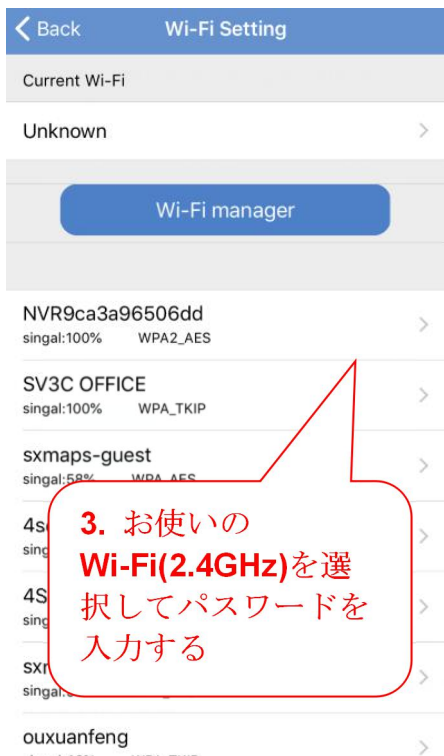 Back Wi-Fi Setting
Current Wi-Fi
Unknown
Wi-Fi manager
NVR9ca3a96506dd
singal:100% WPA2_AES
SV3C OFFICE
singal:100% WPA_TKIP
sxmaps-guest
singal:58% WPA_AES
3. お使いの
Wi-Fi(2.4GHz)を選
択してパスワードを
入力する
ouxuanfeng